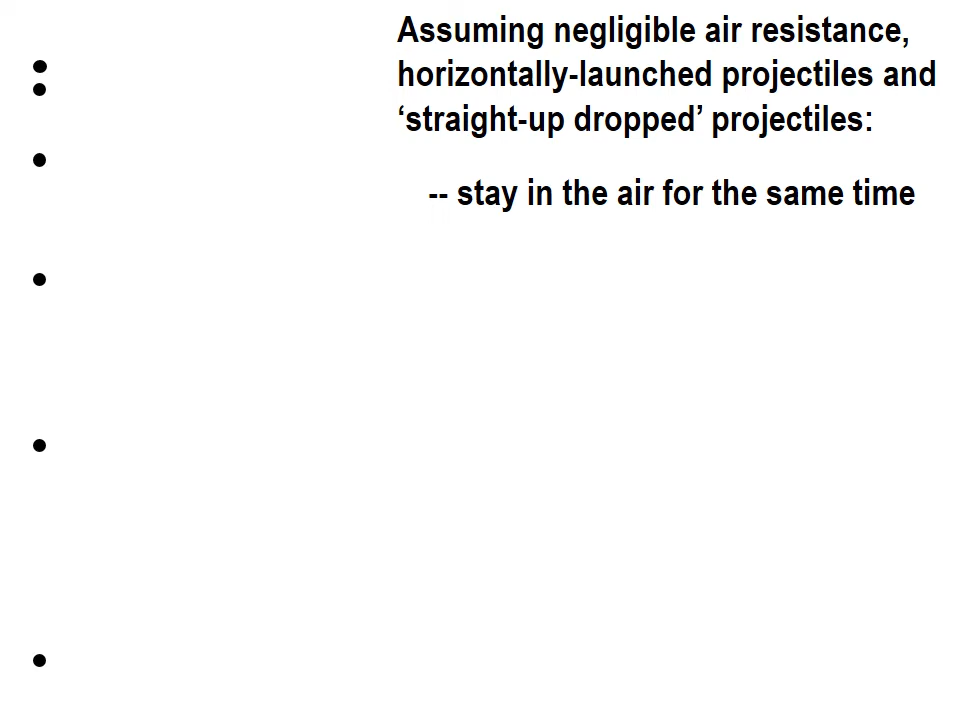 Assuming negligible air resistance,
horizontally-launched projectiles and
‘straight-up dropped’ projectiles:
-- stay in the air for the same time